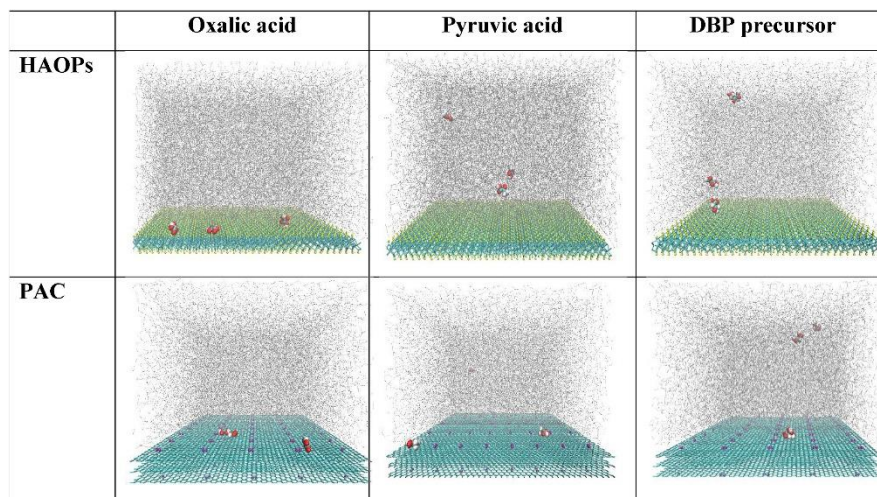 Oxalic acid
Pyruvic acid
DBP precursor
HAOPs
PAC